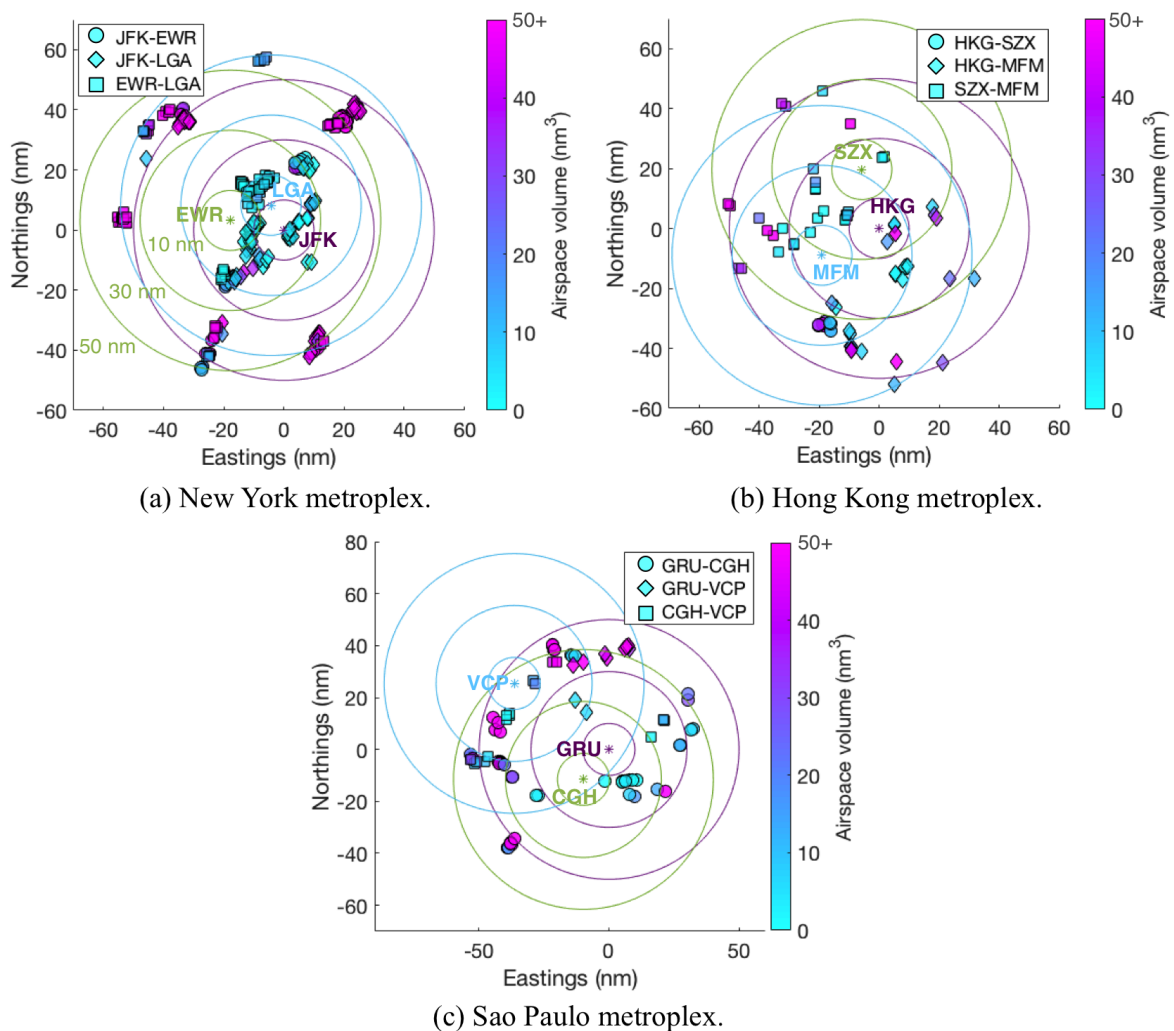 JFK-EWR
JFK-LGA
EWR-LGA
60
40
20
0
-20
-40
-60
Northings (nm)
-60
-40
-20
0
20
40
60
Eastings (nm)
LGA
EWR
JFK
10 nm
30 nm
50 nm
50+
40
30
20
10
0
Airspace volume (nm³)
(a) New York metroplex.
HKG-SZX
HKG-MFM
SZX-MFM
60
40
20
0
-20
-40
-60
Northings (nm)
-60
-40
-20
0
20
40
60
Eastings (nm)
SZX
HKG
MFM
50+
40
30
20
10
0
Airspace volume (nm³)
(b) Hong Kong metroplex.
GRU-CGH
GRU-VCP
CGH-VCP
80
60
40
20
0
-20
-40
-60
Northings (nm)
-50
0
50
Eastings (nm)
VCP
GRU
CGH
50+
40
30
20
10
0
Airspace volume (nm³)
(c) Sao Paulo metroplex.